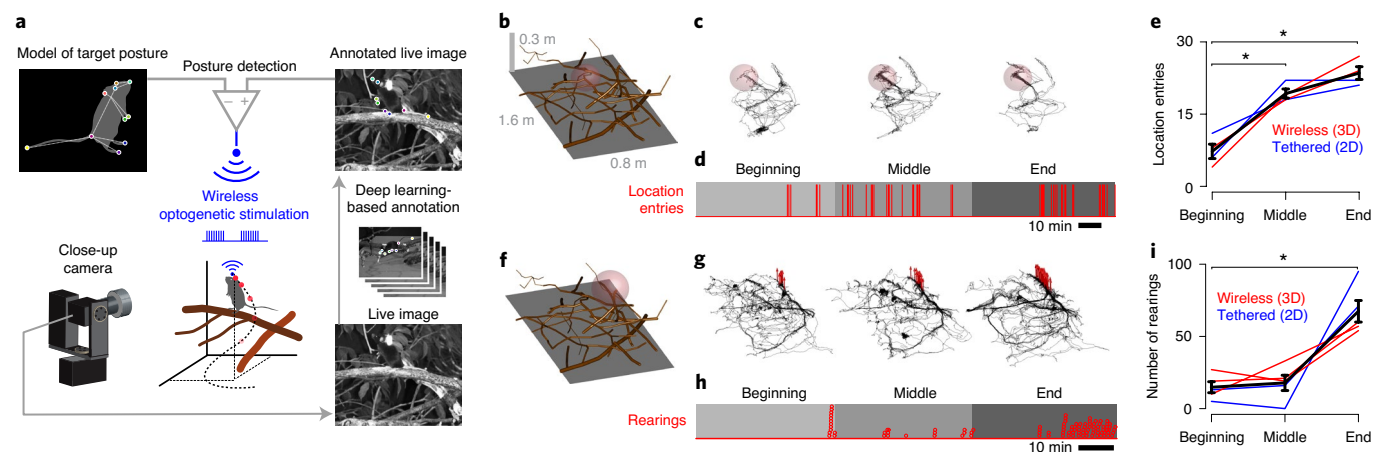 a
Model of target posture
Posture detection
Annotated live image
− +
Wireless
optogenetic stimulation
Deep learning-
based annotation
Close-up
camera
Live image
b
0.3 m
1.6 m
0.8 m
c
d
Beginning Middle End
Location
entries
10 min
e
Location entries
30
15
0
* *
Wireless (3D)
Tethered (2D)
Beginning Middle End
f
g
h
Beginning Middle End
Rearings
10 min
i
Number of rearings
100
50
0
*
Wireless (3D)
Tethered (2D)
Beginning Middle End